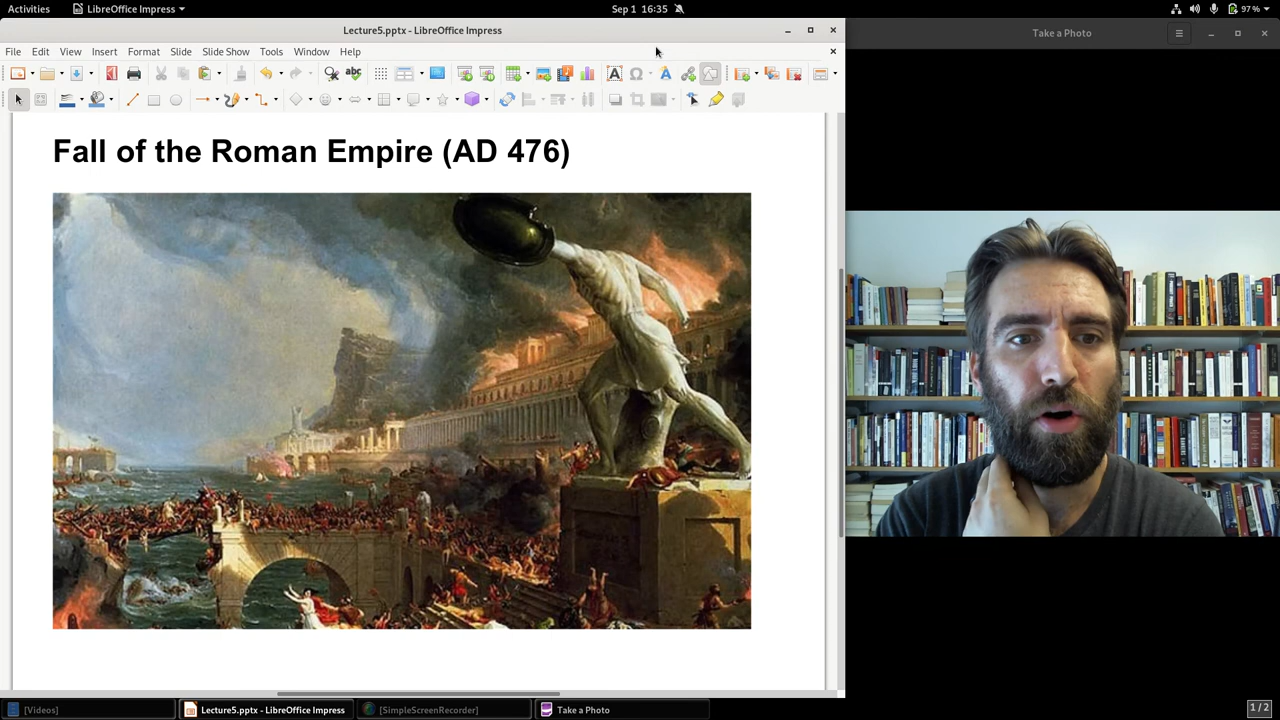 Activities LibreOffice Impress Sep 1 16:35 97 %
Lecture5.pptx - LibreOffice Impress
Take a Photo
File Edit View Insert Format Slide Slide Show Tools Window Help
Fall of the Roman Empire (AD 476)
[Videos] Lecture5.pptx - LibreOffice Impress [SimpleScreenRecorder] Take a Photo 1 / 2